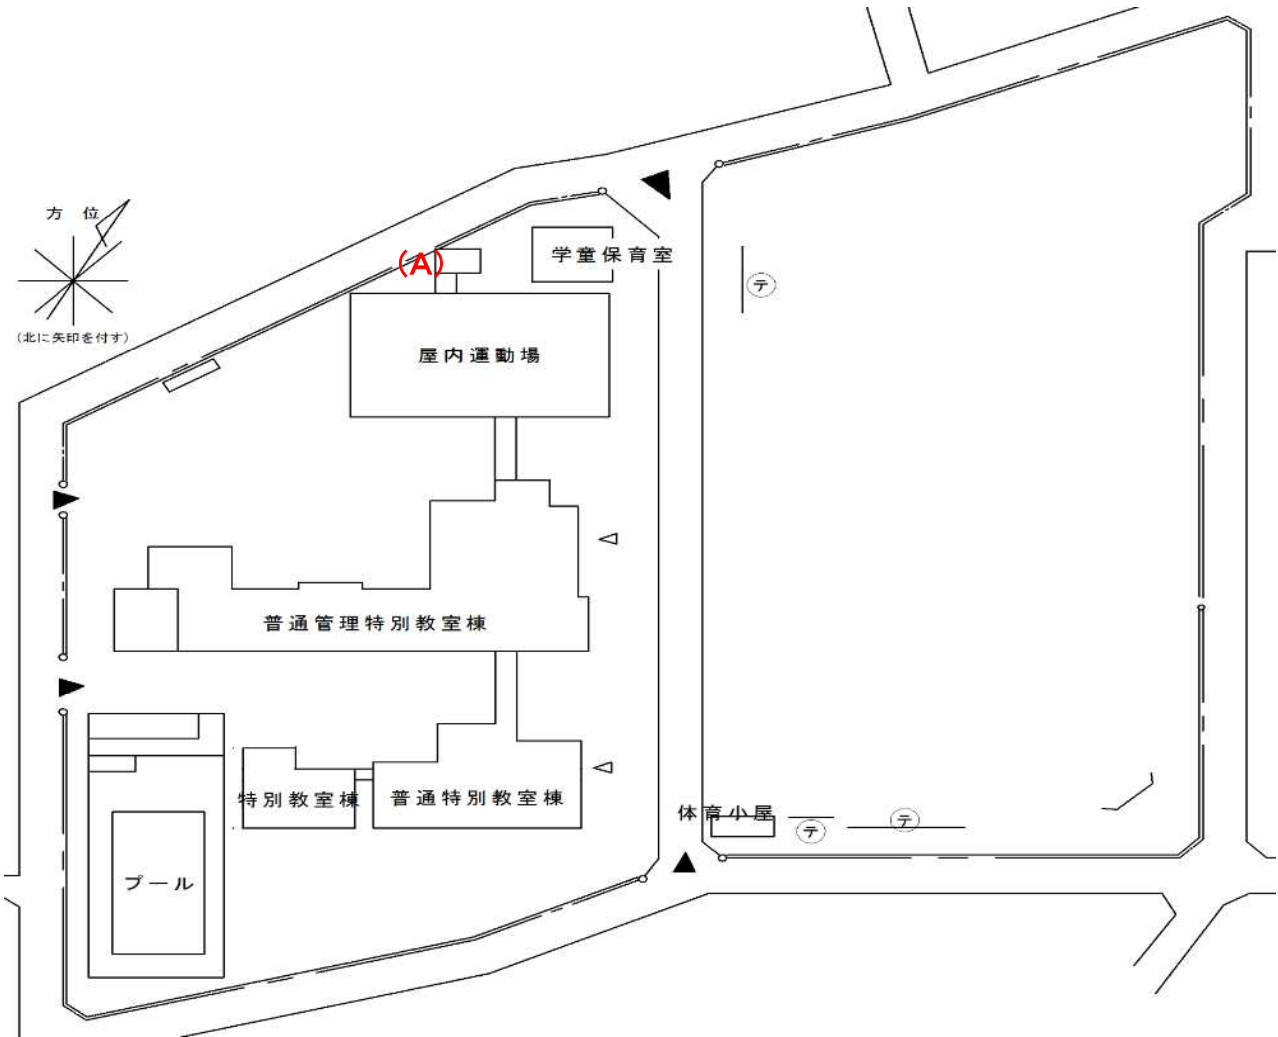 方 位
(北に矢印を付す)
(A)
学童保育室
テ
屋内運動場
普通管理特別教室棟
特別教室棟
普通特別教室棟
体育小屋
テ
テ
プール